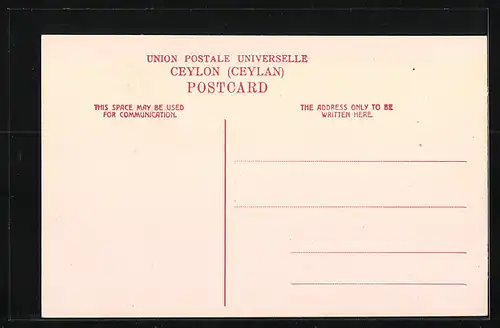 UNION POSTALE UNIVERSELLE
CEYLON (CEYLAN)
POSTCARD
THIS SPACE MAY BE USED
FOR COMMUNICATION.
THE ADDRESS ONLY TO BE
WRITTEN HERE.